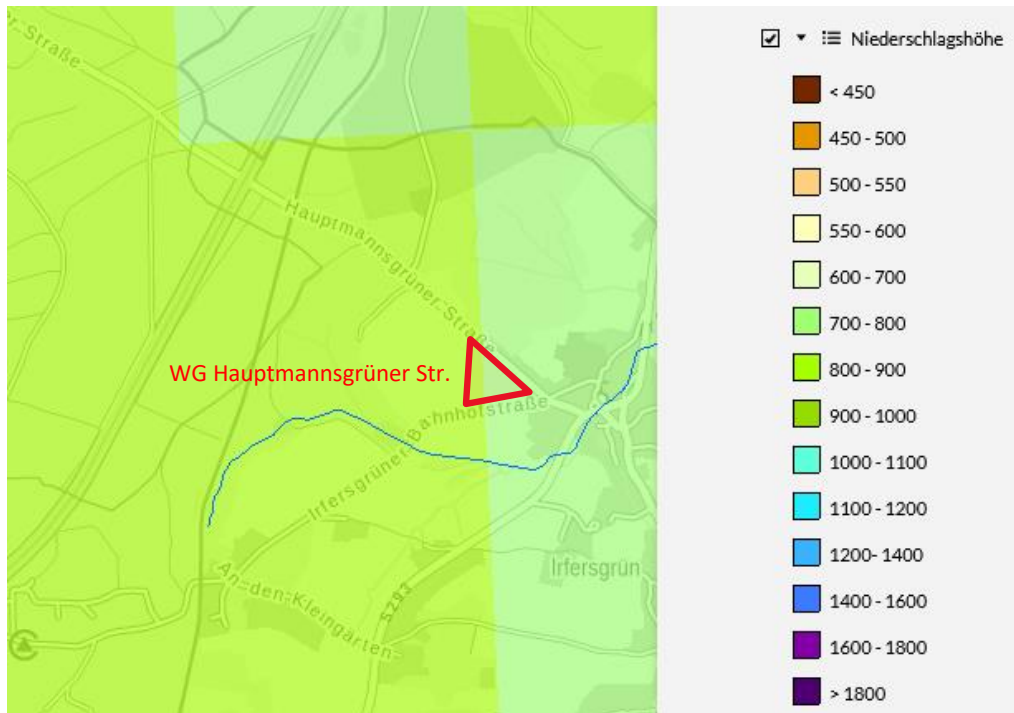 er Straße
Hauptmannsgrüner-Straße
WG Hauptmannsgrüner Str.
Irfersgrüner Bahnhofstraße
An-den-Kleingärten
S293
Irfersgrün
Niederschlagshöhe
< 450
450 - 500
500 - 550
550 - 600
600 - 700
700 - 800
800 - 900
900 - 1000
1000 - 1100
1100 - 1200
1200- 1400
1400 - 1600
1600 - 1800
> 1800